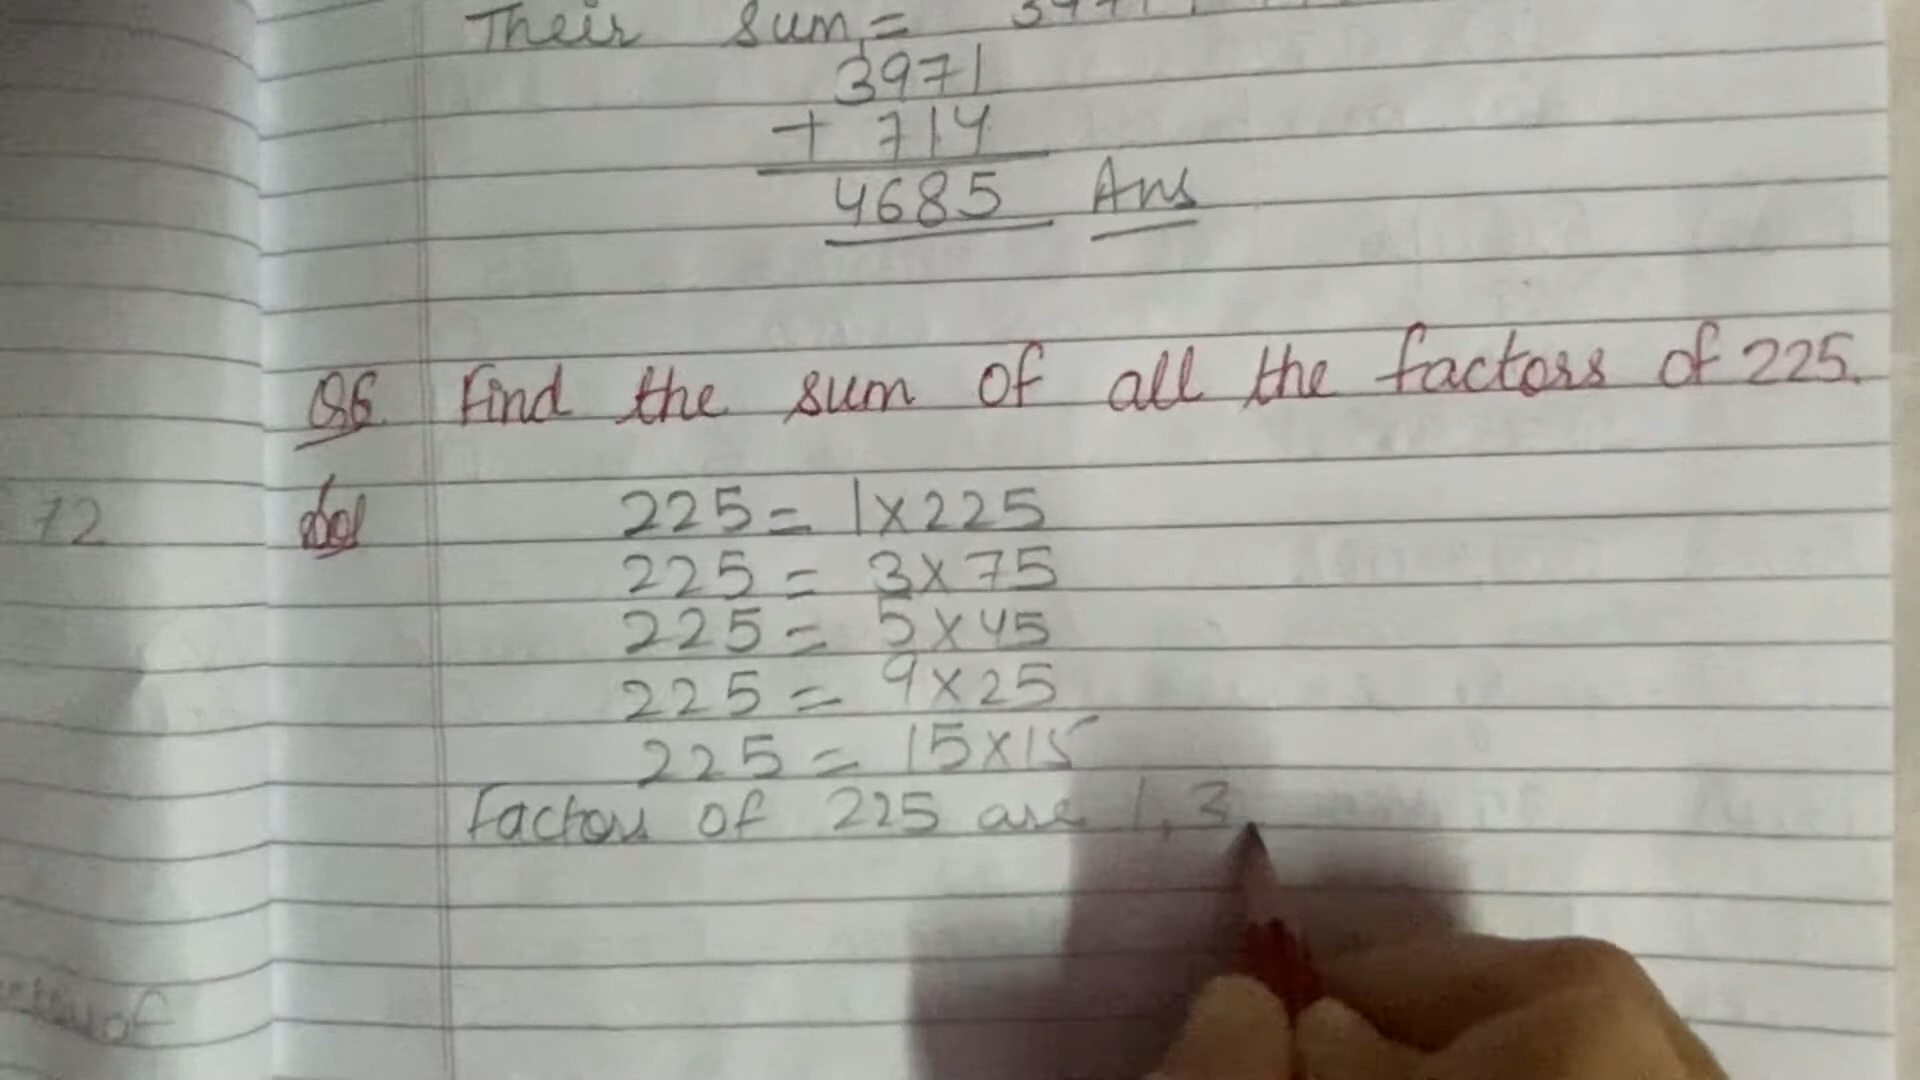 Their sum =
3971
+ 714
4685 Ans
Q6. Find the sum of all the factors of 225.
Sol 225 = 1×225
225 = 3×75
225 = 5×45
225 = 9×25
225 = 15×15
Factors of 225 are 1, 3,
72
of